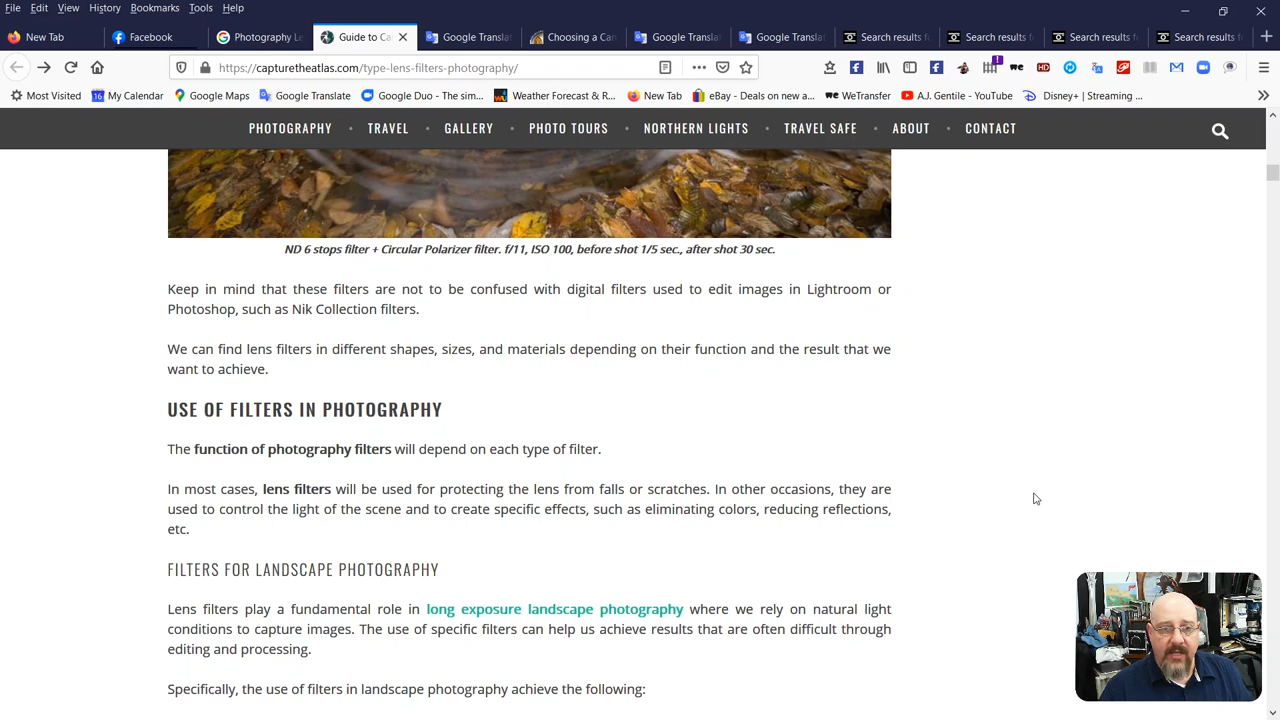 File Edit View History Bookmarks Tools Help
New Tab
Facebook
Photography Le
Guide to Ca
Google Transla
Choosing a Can
Google Transla
Google Transla
Search results f
Search results f
Search results f
Search results f
https://capturetheatlas.com/type-lens-filters-photography/
Most Visited
My Calendar
Google Maps
Google Translate
Google Duo - The sim...
Weather Forecast & R...
New Tab
eBay - Deals on new a...
WeTransfer
A.J. Gentile - YouTube
Disney+ | Streaming ...
PHOTOGRAPHY • TRAVEL • GALLERY • PHOTO TOURS • NORTHERN LIGHTS • TRAVEL SAFE • ABOUT • CONTACT
ND 6 stops filter + Circular Polarizer filter. f/11, ISO 100, before shot 1/5 sec., after shot 30 sec.
Keep in mind that these filters are not to be confused with digital filters used to edit images in Lightroom or
Photoshop, such as Nik Collection filters.
We can find lens filters in different shapes, sizes, and materials depending on their function and the result that we
want to achieve.
USE OF FILTERS IN PHOTOGRAPHY
The function of photography filters will depend on each type of filter.
In most cases, lens filters will be used for protecting the lens from falls or scratches. In other occasions, they are
used to control the light of the scene and to create specific effects, such as eliminating colors, reducing reflections,
etc.
FILTERS FOR LANDSCAPE PHOTOGRAPHY
Lens filters play a fundamental role in long exposure landscape photography where we rely on natural light
conditions to capture images. The use of specific filters can help us achieve results that are often difficult through
editing and processing.
Specifically, the use of filters in landscape photography achieve the following: